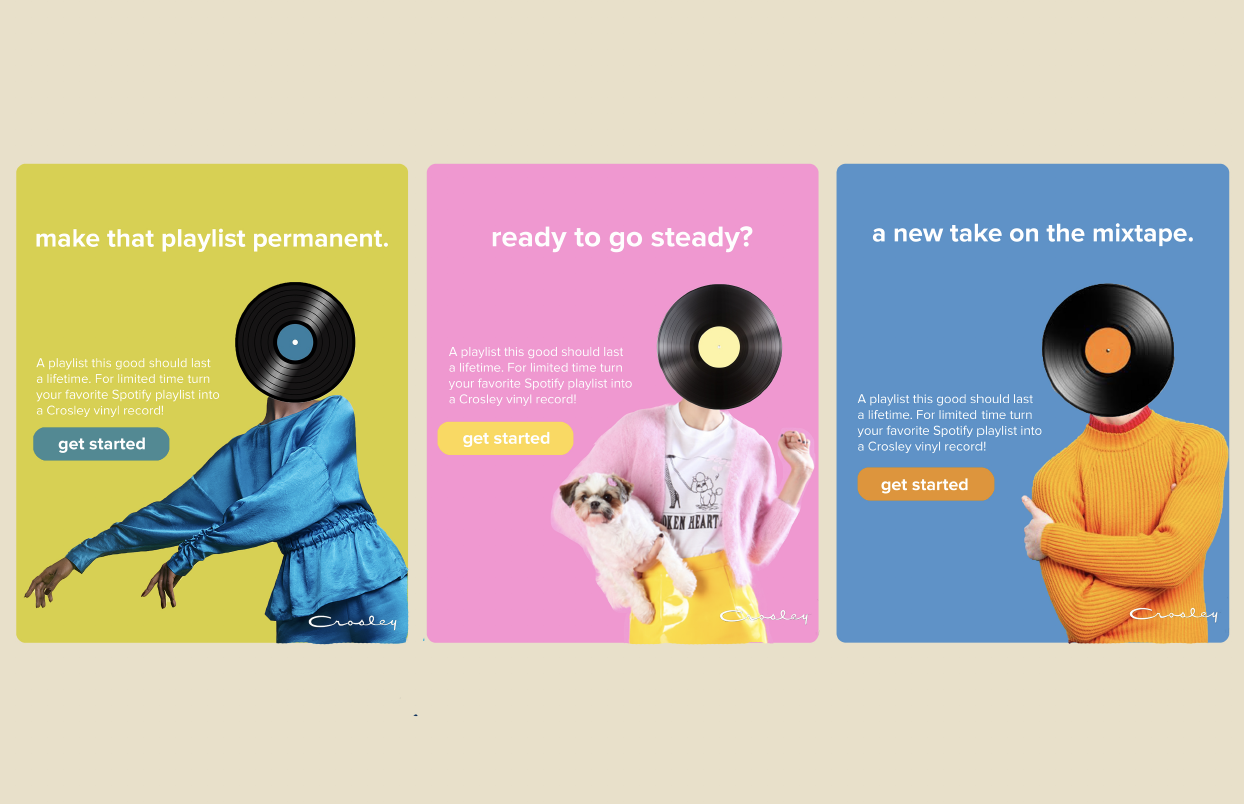 make that playlist permanent.
A playlist this good should last
a lifetime. For limited time turn
your favorite Spotify playlist into
a Crosley vinyl record!
get started
Crosley
ready to go steady?
A playlist this good should last
a lifetime. For limited time turn
your favorite Spotify playlist into
a Crosley vinyl record!
get started
KEN HEART
Crosley
a new take on the mixtape.
A playlist this good should last
a lifetime. For limited time turn
your favorite Spotify playlist into
a Crosley vinyl record!
get started
Crosley